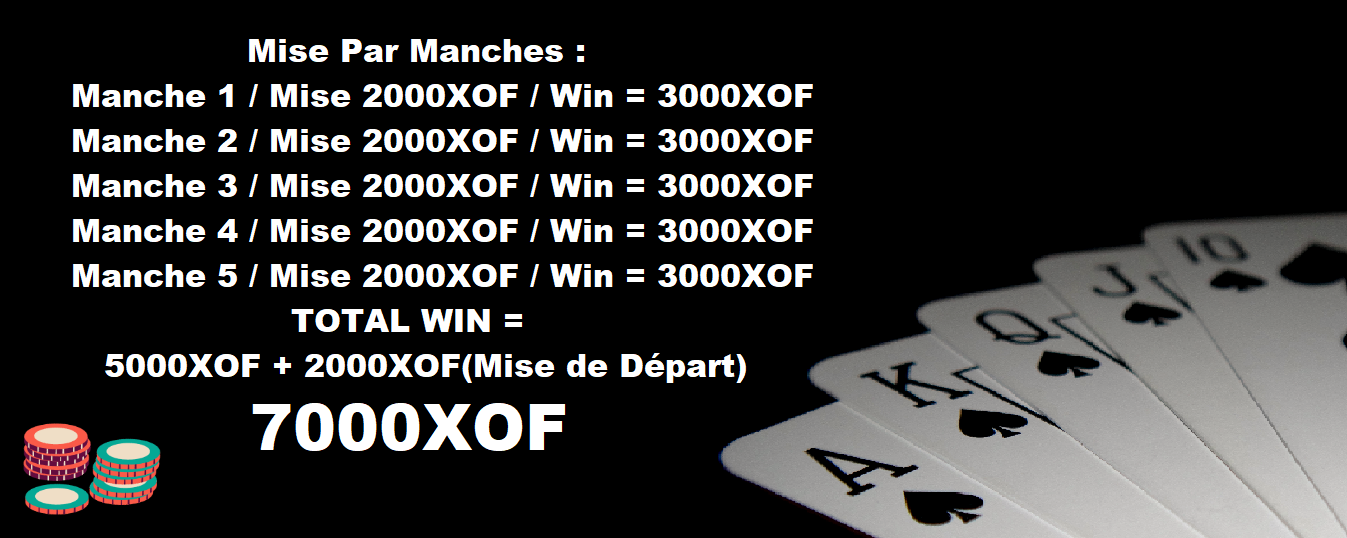 Mise Par Manches :
Manche 1 / Mise 2000XOF / Win = 3000XOF
Manche 2 / Mise 2000XOF / Win = 3000XOF
Manche 3 / Mise 2000XOF / Win = 3000XOF
Manche 4 / Mise 2000XOF / Win = 3000XOF
Manche 5 / Mise 2000XOF / Win = 3000XOF
TOTAL WIN =
5000XOF + 2000XOF(Mise de Départ)
7000XOF
10
J
Q
K
A